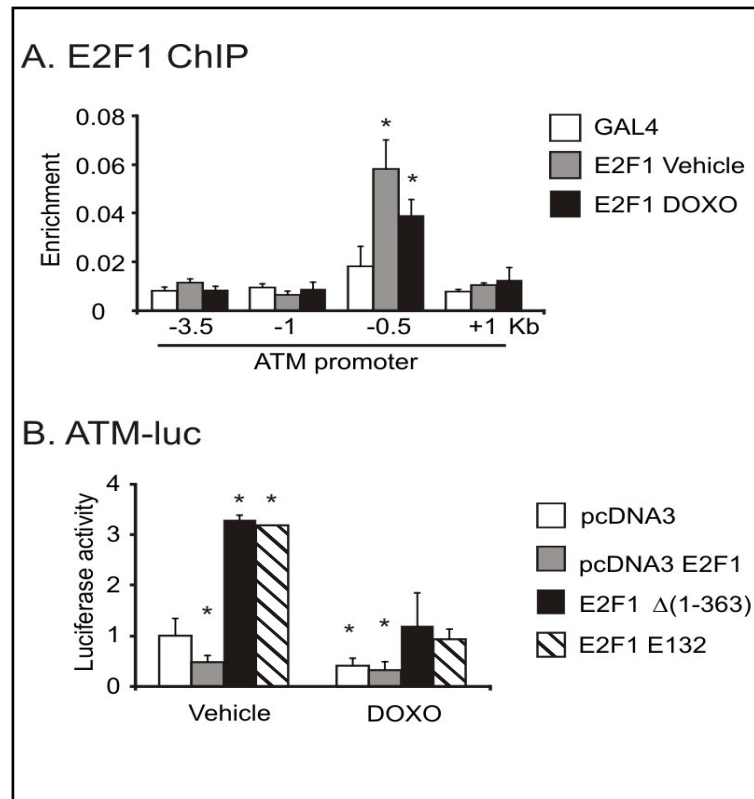 A. E2F1 ChIP
Enrichment
0.08
0.06
0.04
0.02
0
*
*
-3.5 -1 -0.5 +1 Kb
ATM promoter
GAL4
E2F1 Vehicle
E2F1 DOXO
B. ATM-luc
Luciferase activity
4
3
2
1
0
* * *
* *
Vehicle DOXO
pcDNA3
pcDNA3 E2F1
E2F1 Δ(1-363)
E2F1 E132